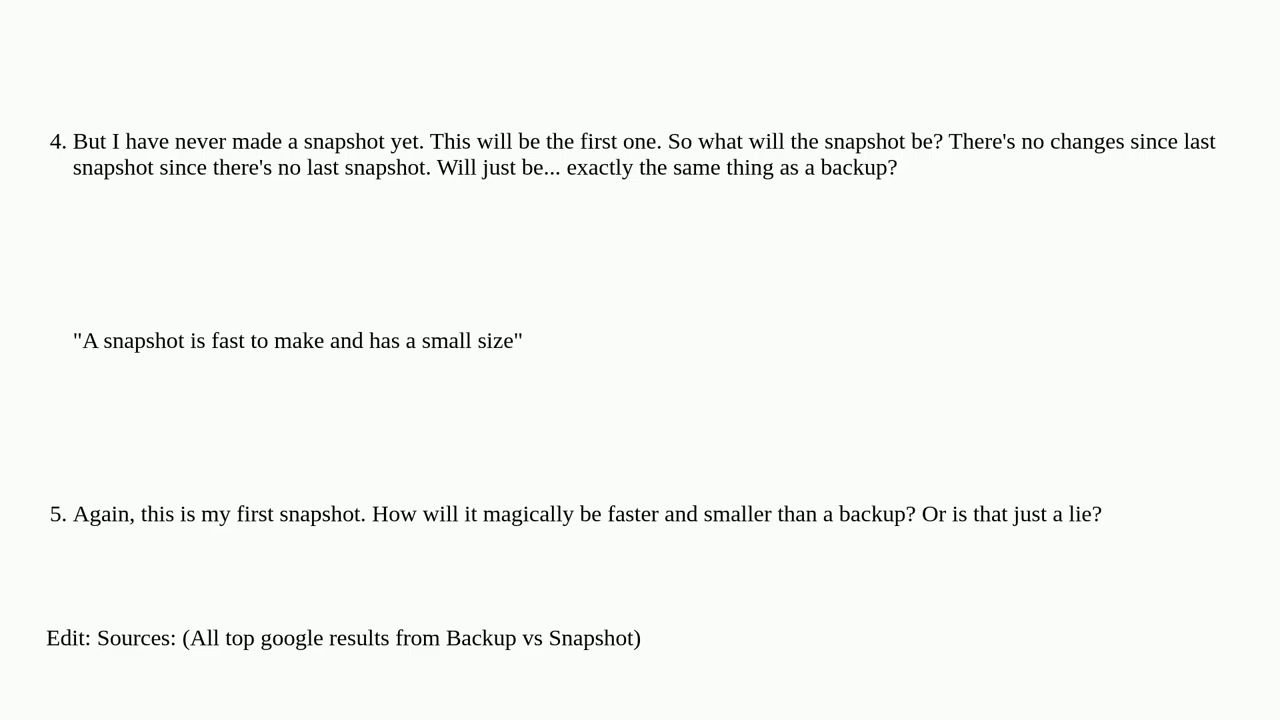 4. But I have never made a snapshot yet. This will be the first one. So what will the snapshot be? There's no changes since last
snapshot since there's no last snapshot. Will just be... exactly the same thing as a backup?
"A snapshot is fast to make and has a small size"
5. Again, this is my first snapshot. How will it magically be faster and smaller than a backup? Or is that just a lie?
Edit: Sources: (All top google results from Backup vs Snapshot)